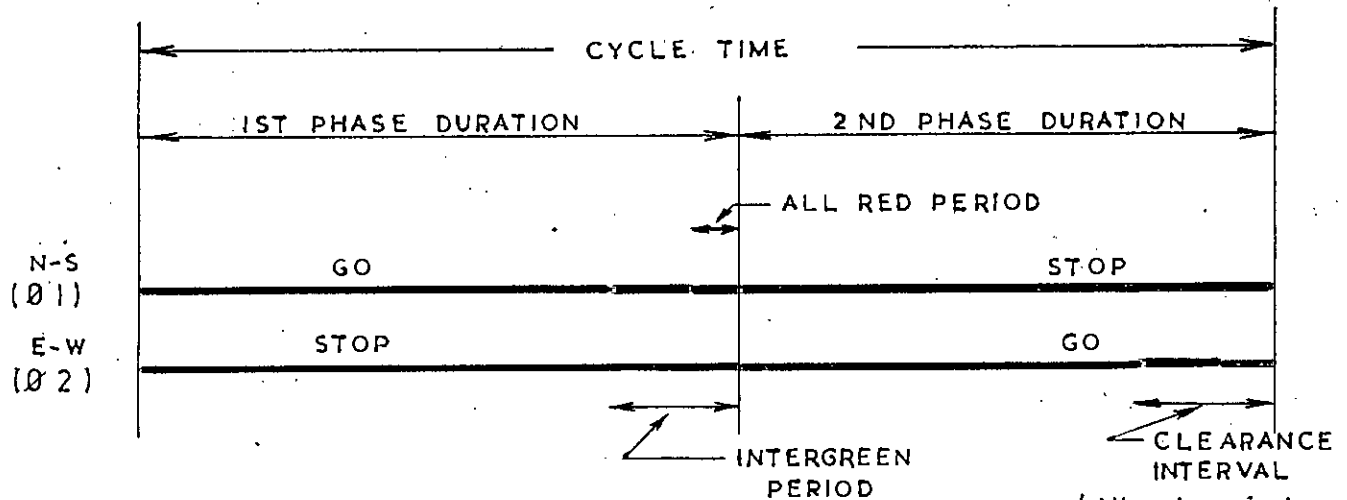 CYCLE TIME
1ST PHASE DURATION
2ND PHASE DURATION
ALL RED PERIOD
N-S
(Ø1)
GO
STOP
E-W
(Ø2)
STOP
GO
INTERGREEN
PERIOD
CLEARANCE
INTERVAL